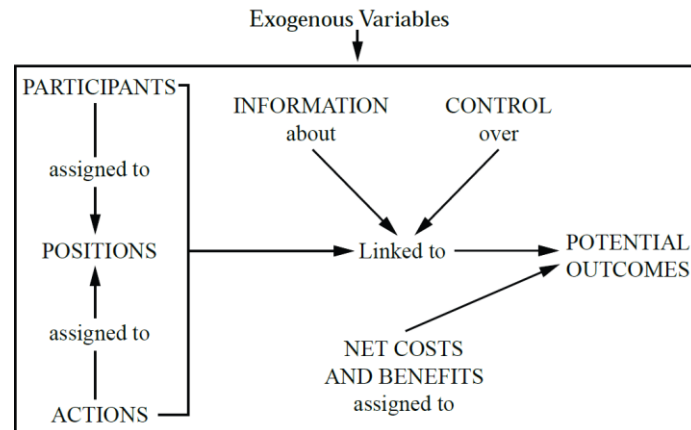 Exogenous Variables
PARTICIPANTS
assigned to
POSITIONS
assigned to
ACTIONS
INFORMATION
about
CONTROL
over
Linked to
POTENTIAL
OUTCOMES
NET COSTS
AND BENEFITS
assigned to